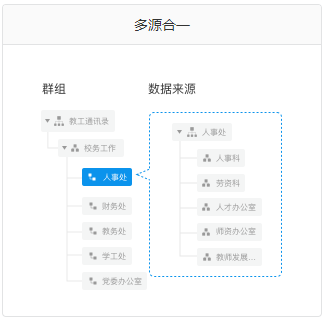 多源合一
群组
数据来源
教工通讯录
校务工作
人事处
财务处
教务处
学工处
党委办公室
人事处
人事科
劳资科
人才办公室
师资办公室
教师发展...